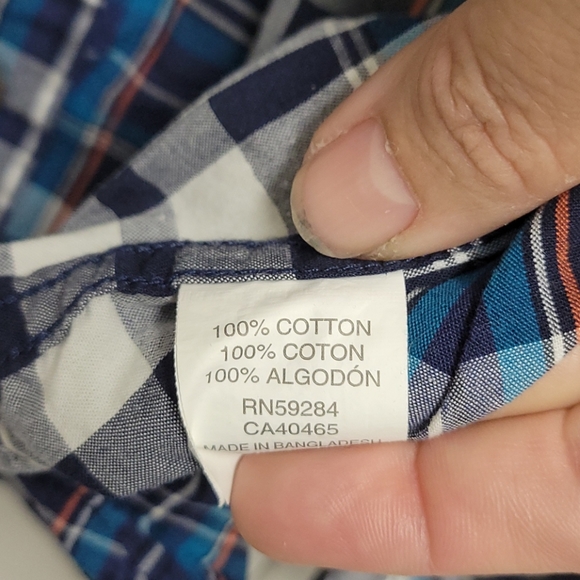 100% COTTON
100% COTON
100% ALGODÓN
RN59284
CA40465
MADE IN BANGLADESH